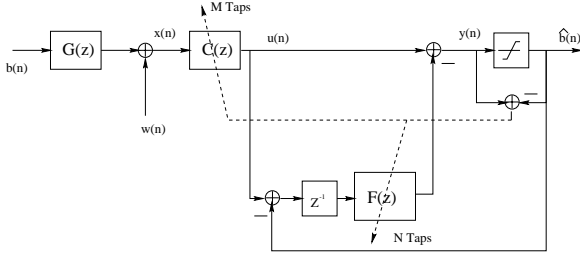 M Taps
x(n)
u(n)
y(n)
b̂(n)
G(z)
C(z)
b(n)
w(n)
Z⁻¹
F(z)
N Taps